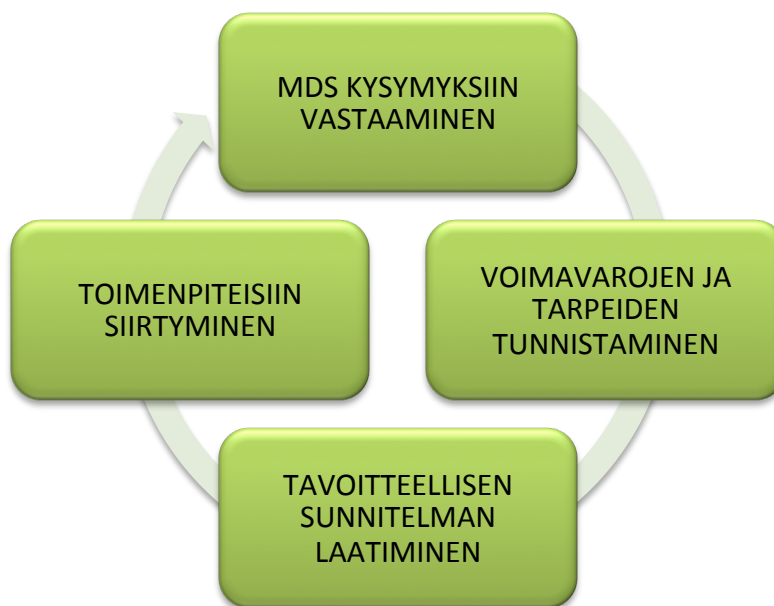 MDS KYSYMYKSIIN
VASTAAMINEN
VOIMAVAROJEN JA
TARPEIDEN
TUNNISTAMINEN
TAVOITTEELLISEN
SUNNITELMAN
LAATIMINEN
TOIMENPITEISIIN
SIIRTYMINEN